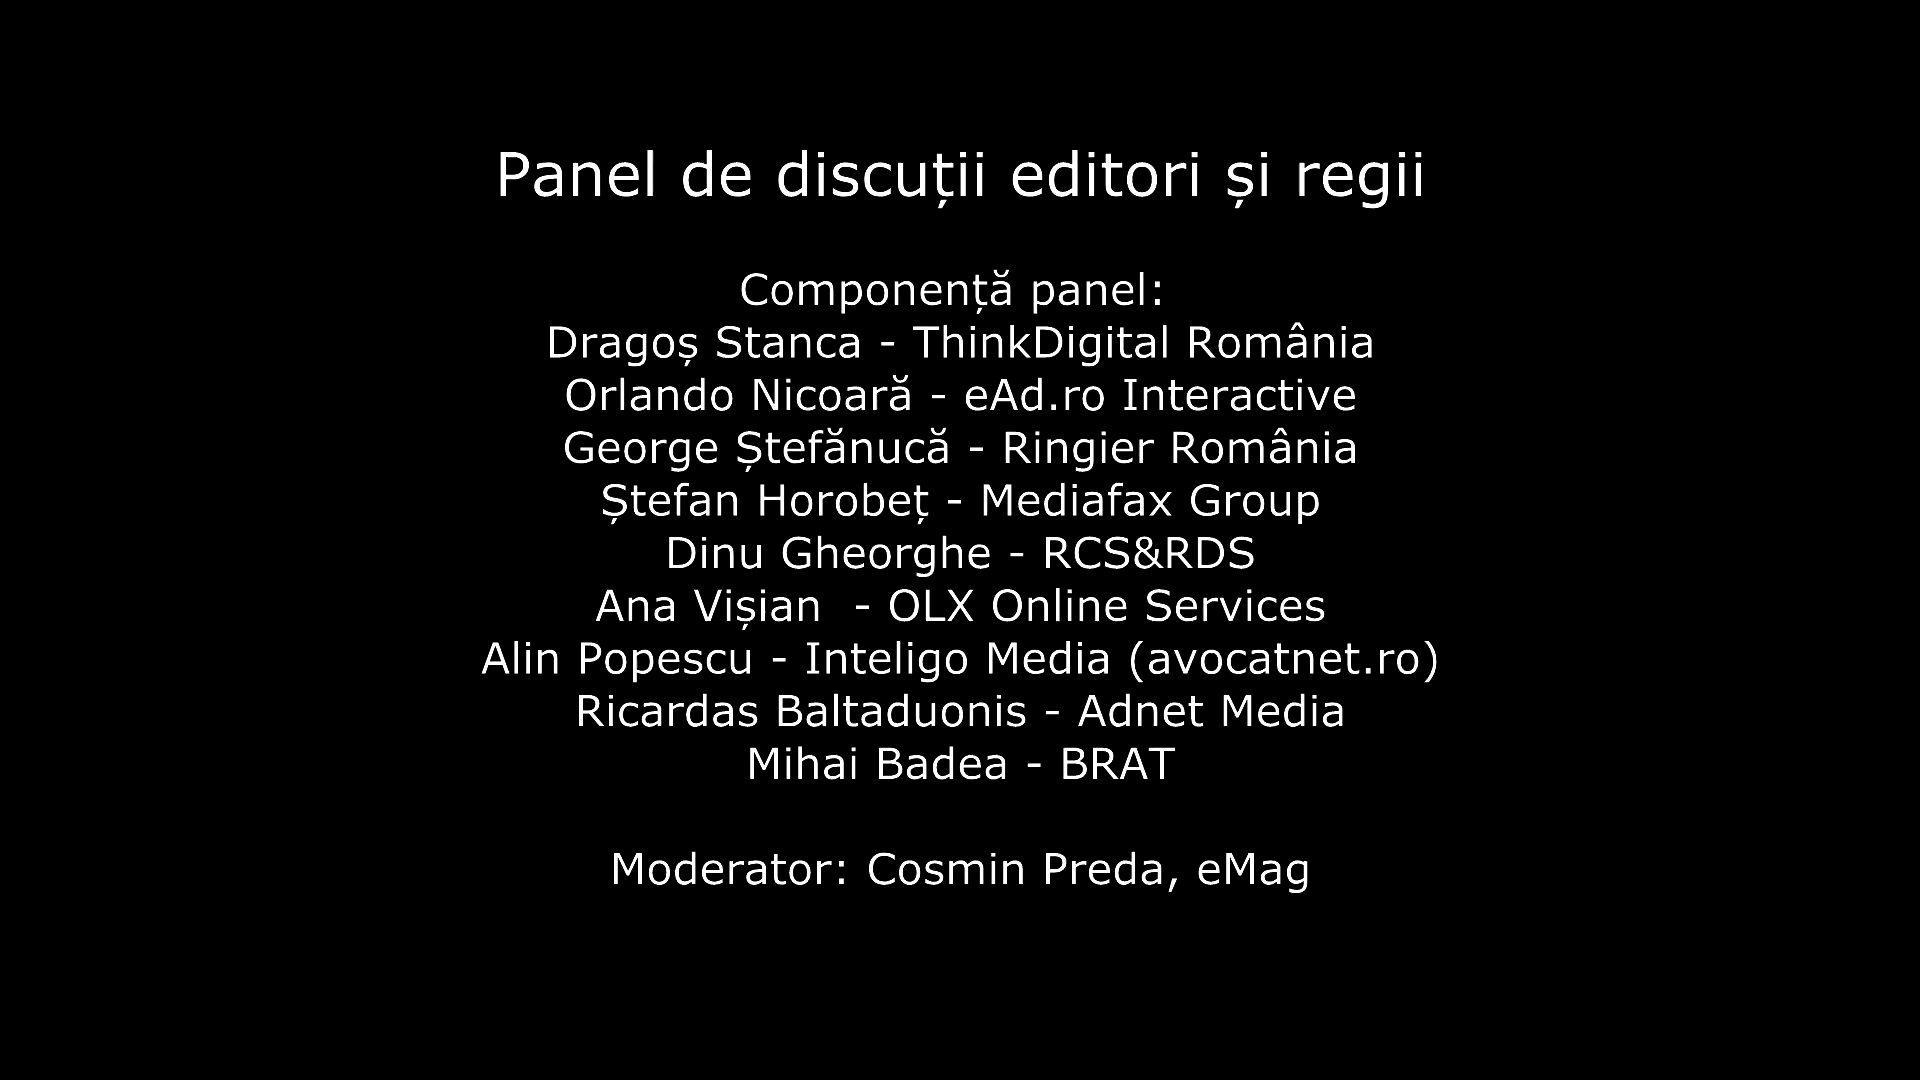 Panel de discuții editori și regii
Componență panel:
Dragoș Stanca - ThinkDigital România
Orlando Nicoară - eAd.ro Interactive
George Ștefănucă - Ringier România
Ștefan Horobeț - Mediafax Group
Dinu Gheorghe - RCS&RDS
Ana Vișian  - OLX Online Services
Alin Popescu - Inteligo Media (avocatnet.ro)
Ricardas Baltaduonis - Adnet Media
Mihai Badea - BRAT
Moderator: Cosmin Preda, eMag